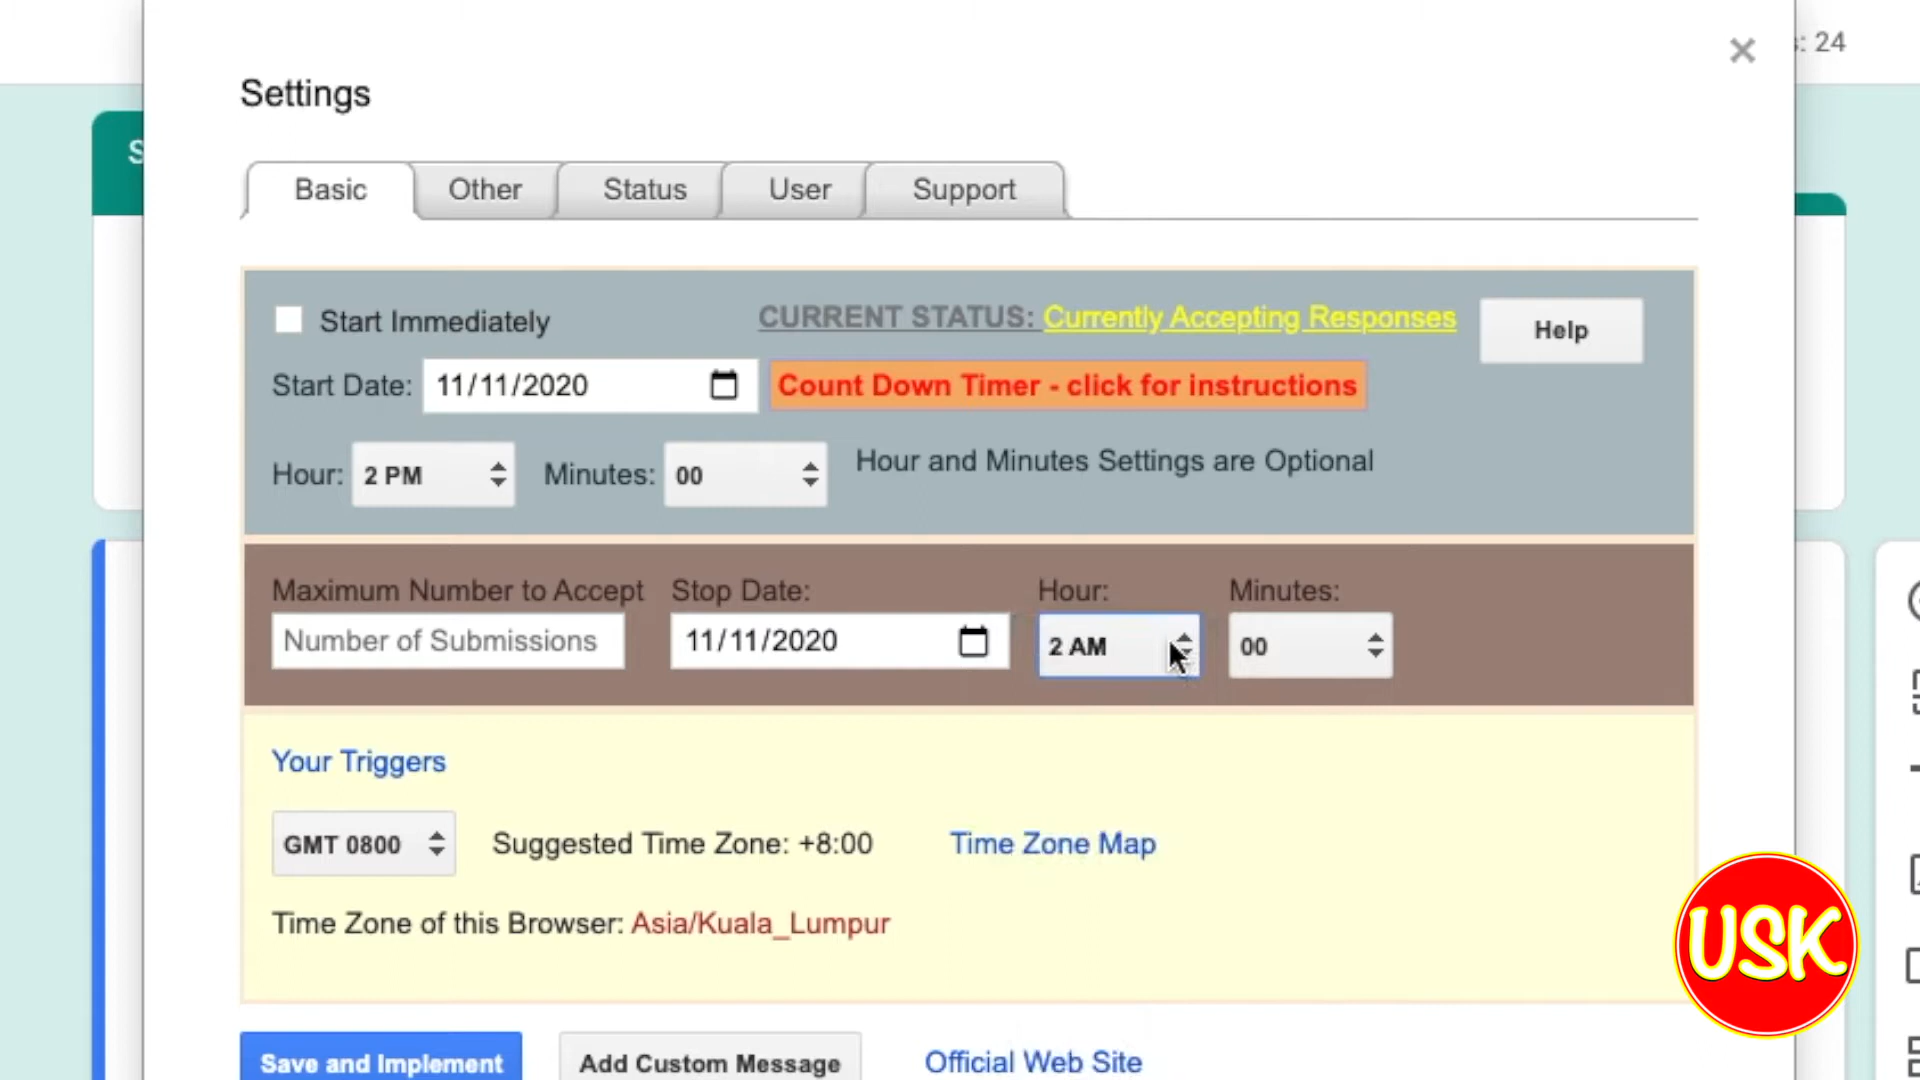 s: 24
Settings
Basic Other Status User Support
Start Immediately CURRENT STATUS: Currently Accepting Responses Help
Start Date: 11/11/2020 Count Down Timer - click for instructions
Hour: 2 PM Minutes: 00 Hour and Minutes Settings are Optional
Maximum Number to Accept Stop Date: Hour: Minutes:
Number of Submissions 11/11/2020 2 AM 00
Your Triggers
GMT 0800 Suggested Time Zone: +8:00 Time Zone Map
Time Zone of this Browser: Asia/Kuala_Lumpur
USK
Save and Implement Add Custom Message Official Web Site